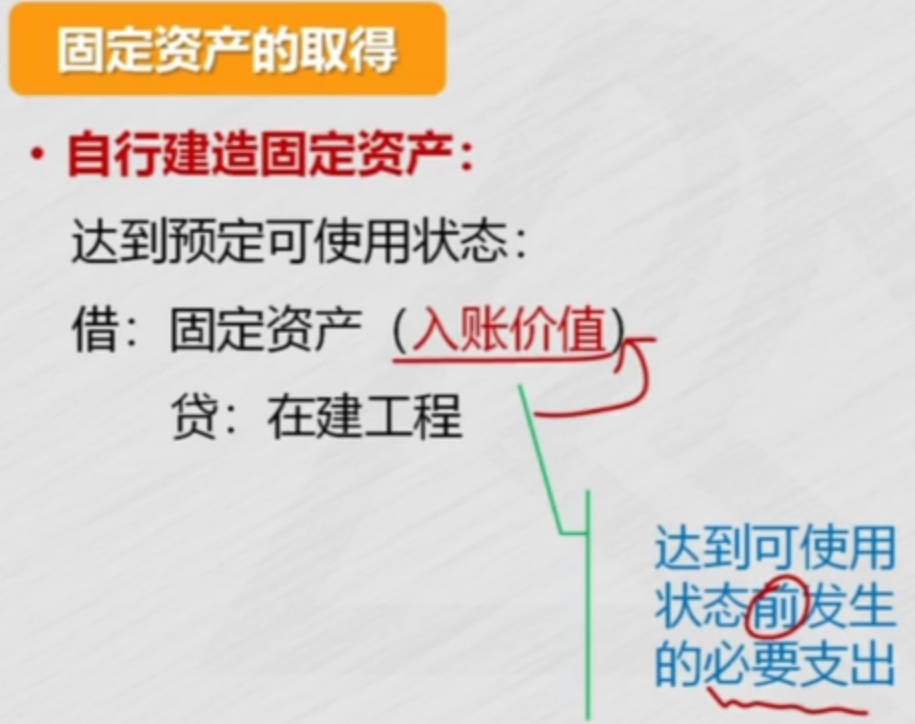 固定资产的取得
• 自行建造固定资产：
达到预定可使用状态：
借：固定资产（入账价值）
贷：在建工程
达到可使用
状态前发生
的必要支出